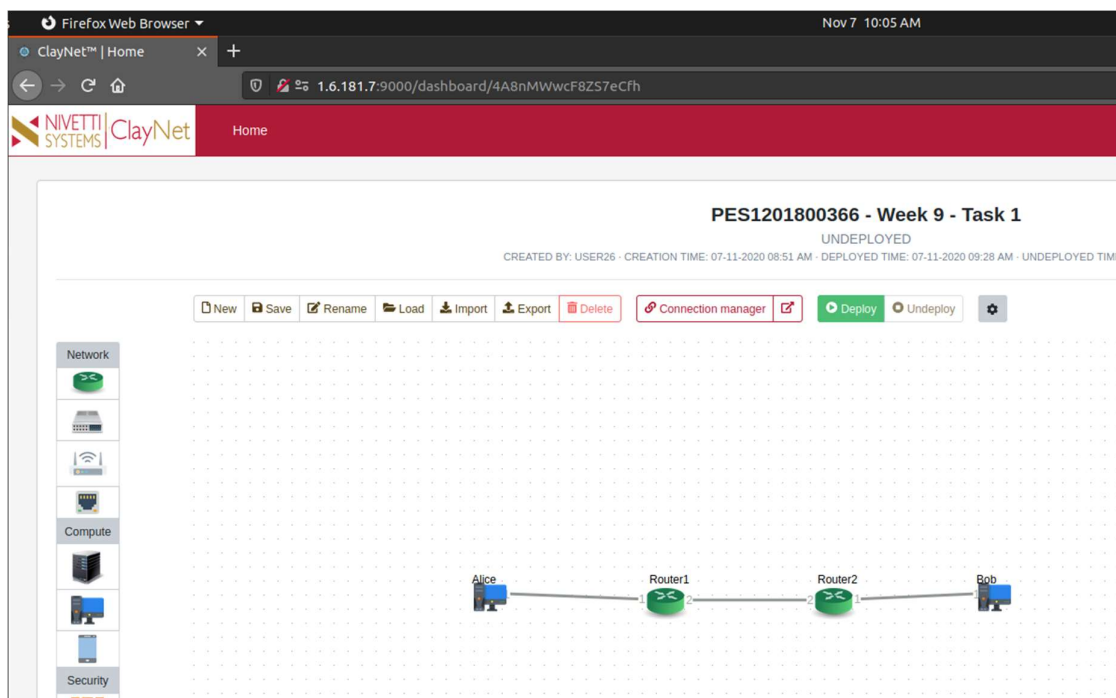 Firefox Web Browser
Nov 7 10:05 AM
ClayNet™ | Home
1.6.181.7:9000/dashboard/4A8nMWwcF8ZS7eCfh
NIVETTI SYSTEMS ClayNet
Home
PES1201800366 - Week 9 - Task 1
UNDEPLOYED
CREATED BY: USER26 · CREATION TIME: 07-11-2020 08:51 AM · DEPLOYED TIME: 07-11-2020 09:28 AM · UNDEPLOYED TIM
New Save Rename Load Import Export Delete Connection manager Deploy Undeploy
Network
Compute
Alice Router1 Router2 Bob
1 1 2 2 1 1
Security